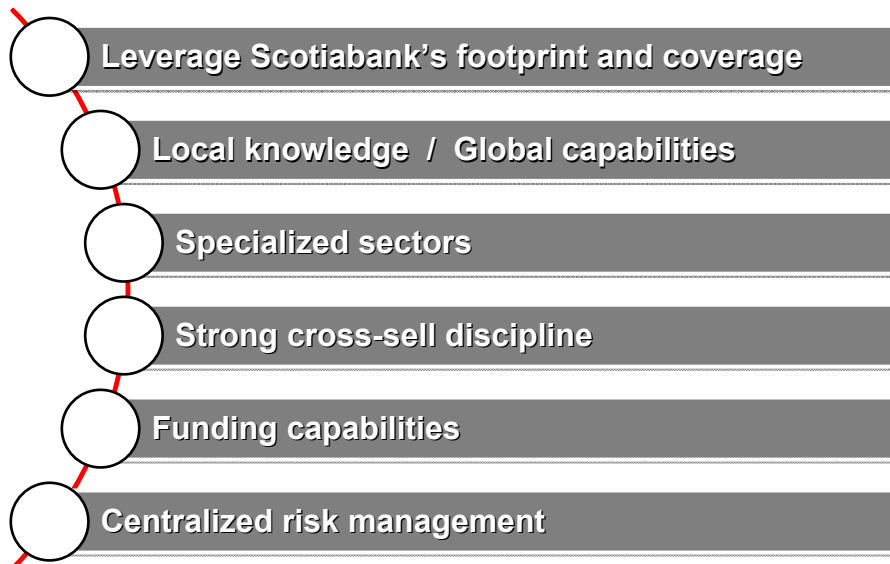 Leverage Scotiabank’s footprint and coverage
Local knowledge / Global capabilities
Specialized sectors
Strong cross-sell discipline
Funding capabilities
Centralized risk management